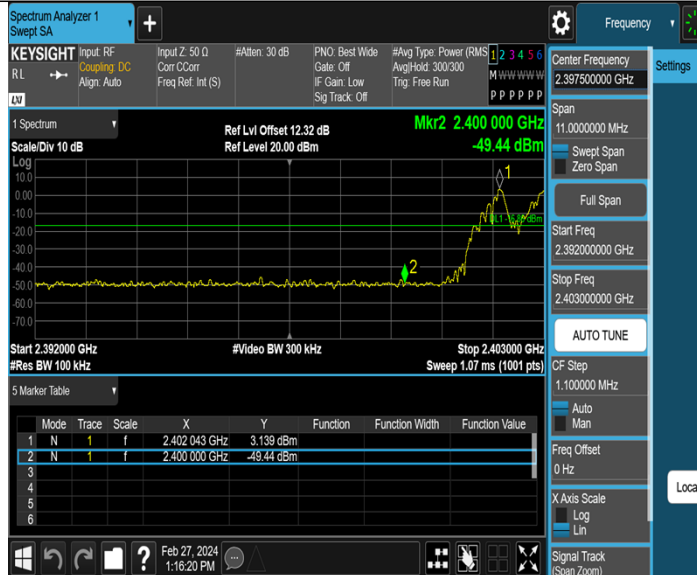 Spectrum Analyzer 1
Swept SA
Frequency
KEYSIGHT
RL
LXI
Input: RF
Coupling: DC
Align: Auto
Input Z: 50 Ω
Corr CCorr
Freq Ref: Int (S)
#Atten: 30 dB
PNO: Best Wide
Gate: Off
IF Gain: Low
Sig Track: Off
#Avg Type: Power (RMS
Avg|Hold: 300/300
Trig: Free Run
1 2 3 4 5 6
M W W W W W
P P P P P P
Center Frequency
2.397500000 GHz
Settings
1 Spectrum
Scale/Div 10 dB
Ref Lvl Offset 12.32 dB
Ref Level 20.00 dBm
Mkr2 2.400 000 GHz
-49.44 dBm
Span
11.0000000 MHz
Swept Span
Zero Span
Log
10.0
0.00
-10.0
-20.0
-30.0
-40.0
-50.0
-60.0
-70.0
1
2
Full Span
Start Freq
2.392000000 GHz
Stop Freq
2.403000000 GHz
AUTO TUNE
Start 2.392000 GHz
#Video BW 300 kHz
Stop 2.403000 GHz
#Res BW 100 kHz
Sweep 1.07 ms (1001 pts)
CF Step
1.100000 MHz
Auto
Man
5 Marker Table
Mode Trace Scale X Y Function Function Width Function Value
1 N 1 f 2.402 043 GHz 3.139 dBm
2 N 1 f 2.400 000 GHz -49.44 dBm
3
4
5
6
Freq Offset
0 Hz
X Axis Scale
Log
Lin
Loca
Signal Track
(Span Zoom)
?
Feb 27, 2024
1:16:20 PM